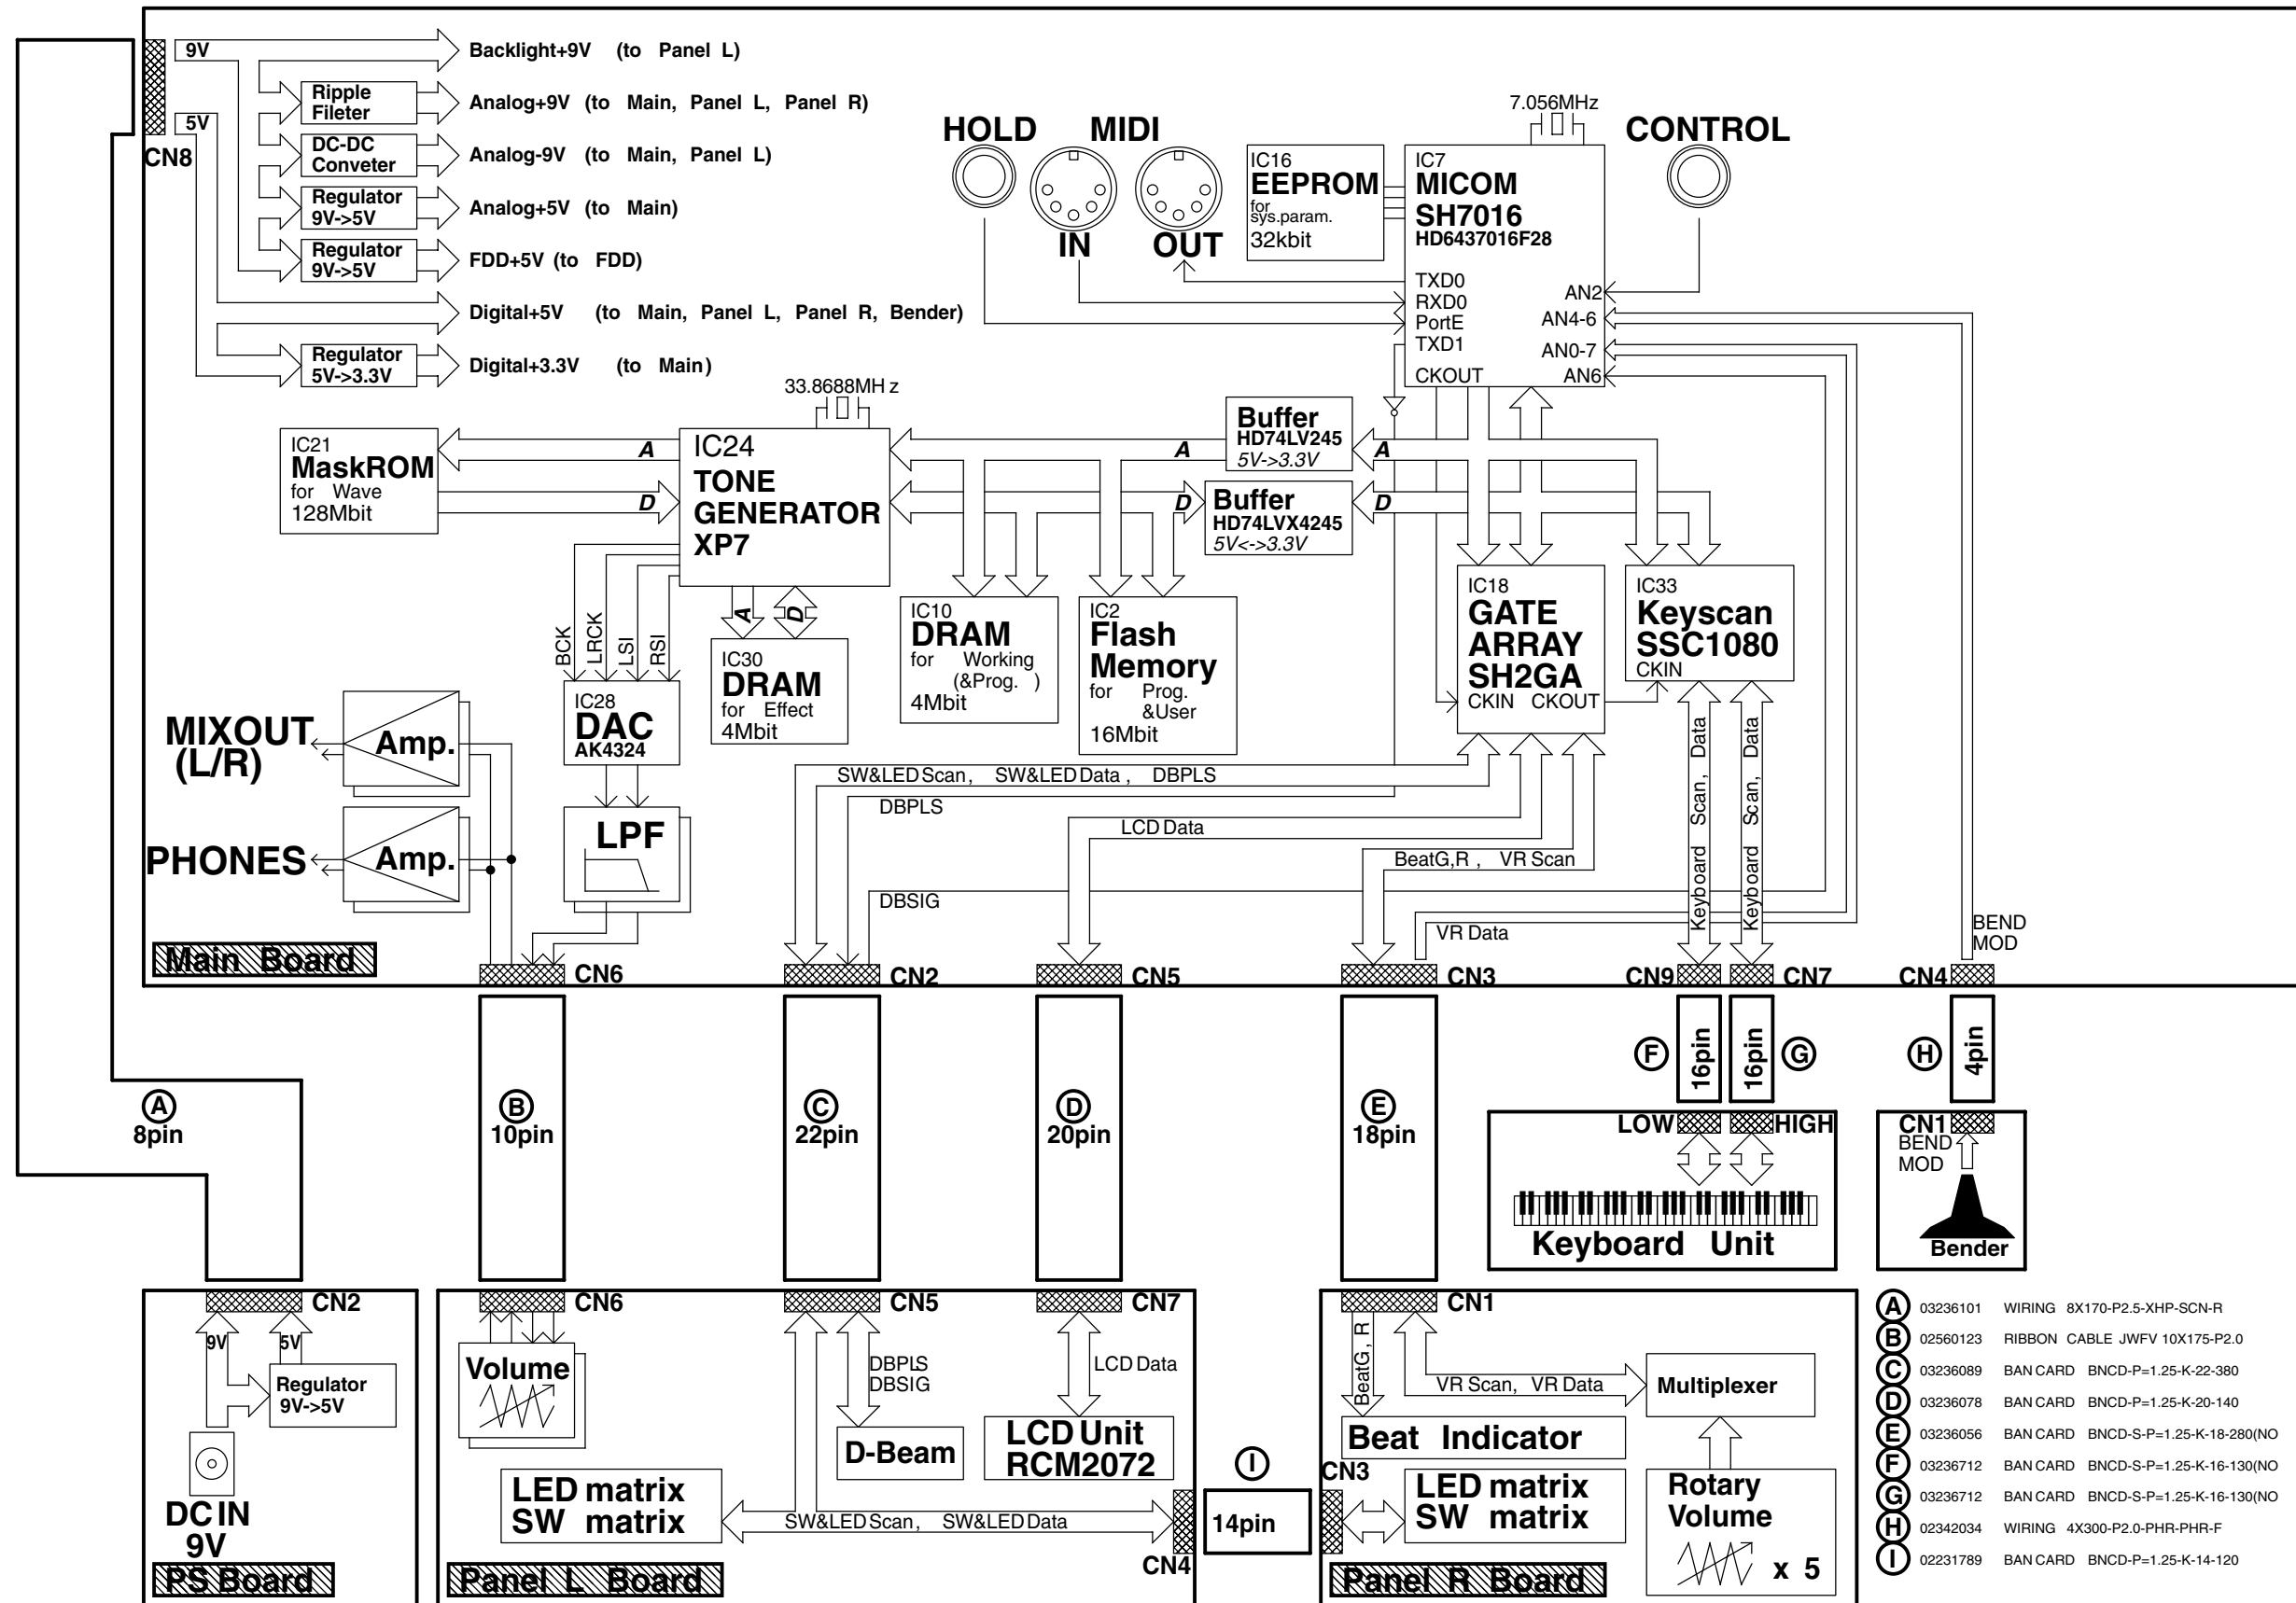 9V
Backlight+9V (to Panel L)
Ripple
Fileter
Analog+9V (to Main, Panel L, Panel R)
5V
CN8
DC-DC
Conveter
Analog-9V (to Main, Panel L)
Regulator
9V->5V
Analog+5V (to Main)
Regulator
9V->5V
FDD+5V (to FDD)
Digital+5V (to Main, Panel L, Panel R, Bender)
Regulator
5V->3.3V
Digital+3.3V (to Main)
HOLD
MIDI
IN
OUT
7.056MHz
CONTROL
IC16
EEPROM
for
sys.param.
32kbit
IC7
MICOM
SH7016
HD6437016F28
TXD0
RXD0
PortE
TXD1
CKOUT
AN2
AN4-6
AN0-7
AN6
33.8688MHz
IC21
MaskROM
for Wave
128Mbit
A
D
IC24
TONE
GENERATOR
XP7
A
D
Buffer
HD74LV245
5V->3.3V
A
Buffer
HD74LVX4245
5V<->3.3V
D
BCK
LRCK
LSI
RSI
A
D
IC30
DRAM
for Effect
4Mbit
IC10
DRAM
for Working
(&Prog. )
4Mbit
IC2
Flash
Memory
for Prog.
&User
16Mbit
IC18
GATE
ARRAY
SH2GA
CKIN CKOUT
IC33
Keyscan
SSC1080
CKIN
IC28
DAC
AK4324
MIXOUT
(L/R)
Amp.
PHONES
Amp.
LPF
SW&LED Scan, SW&LED Data, DBPLS
DBPLS
LCD Data
BeatG,R , VR Scan
DBSIG
VR Data
Keyboard Scan, Data
Keyboard Scan, Data
BEND
MOD
Main Board
CN6
CN2
CN5
CN3
CN9
CN7
CN4
A
8pin
B
10pin
C
22pin
D
20pin
E
18pin
F
16pin
16pin
G
H
4pin
LOW
HIGH
Keyboard Unit
CN1
BEND
MOD
Bender
CN2
9V
5V
Regulator
9V->5V
DC IN
9V
PS Board
CN6
CN5
CN7
Volume
DBPLS
DBSIG
LCD Data
D-Beam
LCD Unit
RCM2072
LED matrix
SW matrix
SW&LED Scan, SW&LED Data
CN4
Panel L Board
I
14pin
CN1
BeatG, R
VR Scan, VR Data
Multiplexer
Beat Indicator
CN3
LED matrix
SW matrix
Rotary
Volume
x 5
Panel R Board
A 03236101 WIRING 8X170-P2.5-XHP-SCN-R
B 02560123 RIBBON CABLE JWFV 10X175-P2.0
C 03236089 BAN CARD BNCD-P=1.25-K-22-380
D 03236078 BAN CARD BNCD-P=1.25-K-20-140
E 03236056 BAN CARD BNCD-S-P=1.25-K-18-280(NO
F 03236712 BAN CARD BNCD-S-P=1.25-K-16-130(NO
G 03236712 BAN CARD BNCD-S-P=1.25-K-16-130(NO
H 02342034 WIRING 4X300-P2.0-PHR-PHR-F
I 02231789 BAN CARD BNCD-P=1.25-K-14-120